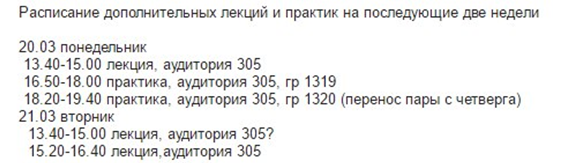 Расписание дополнительных лекций и практик на последующие две недели
20.03 понедельник
13.40-15.00 лекция, аудитория 305
16.50-18.00 практика, аудитория 305, гр 1319
18.20-19.40 практика, аудитория 305, гр 1320 (перенос пары с четверга)
21.03 вторник
13.40-15.00 лекция, аудитория 305?
15.20-16.40 лекция,аудитория 305